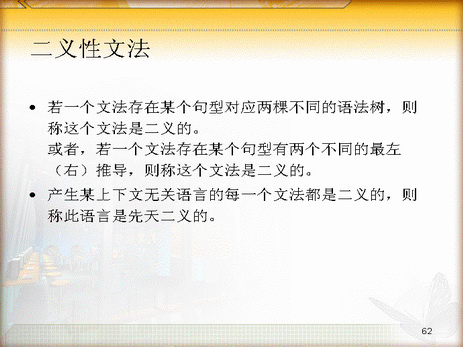 二义性文法
• 若一个文法存在某个句型对应两棵不同的语法树，则
称这个文法是二义的。
或者，若一个文法存在某个句型有两个不同的最左
（右）推导，则称这个文法是二义的。
• 产生某上下文无关语言的每一个文法都是二义的，则
称此语言是先天二义的。
62